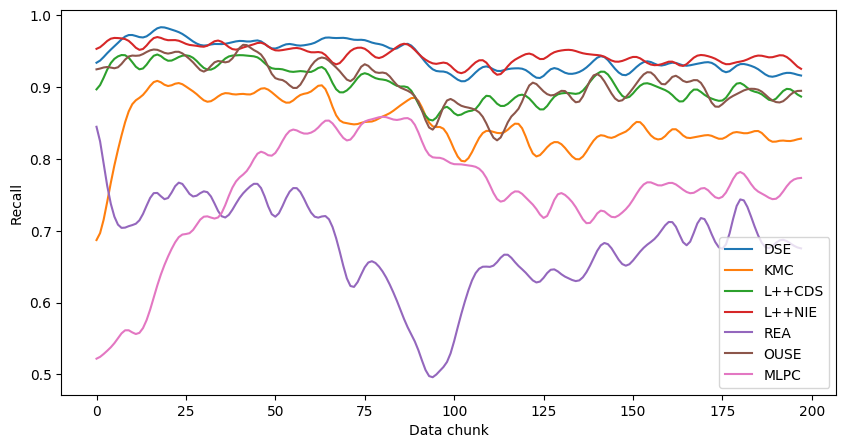 1.0
0.9
0.8
0.7
0.6
0.5
Recall
0 25 50 75 100 125 150 175 200
Data chunk
DSE
KMC
L++CDS
L++NIE
REA
OUSE
MLPC